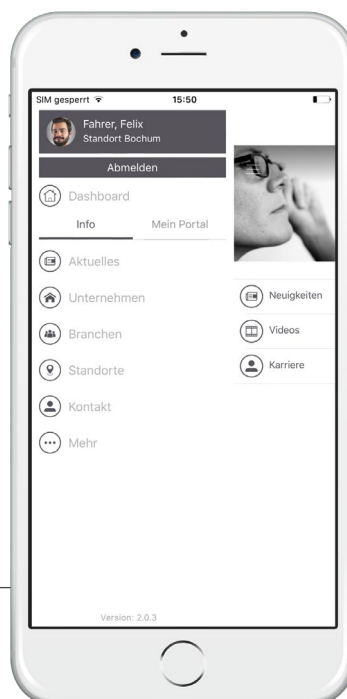 SIM gesperrt 15:50
Fahrer, Felix
Standort Bochum
Abmelden
Dashboard
Info Mein Portal
Aktuelles
Unternehmen
Branchen
Standorte
Kontakt
Mehr
Neuigkeiten
Videos
Karriere
Version: 2.0.3